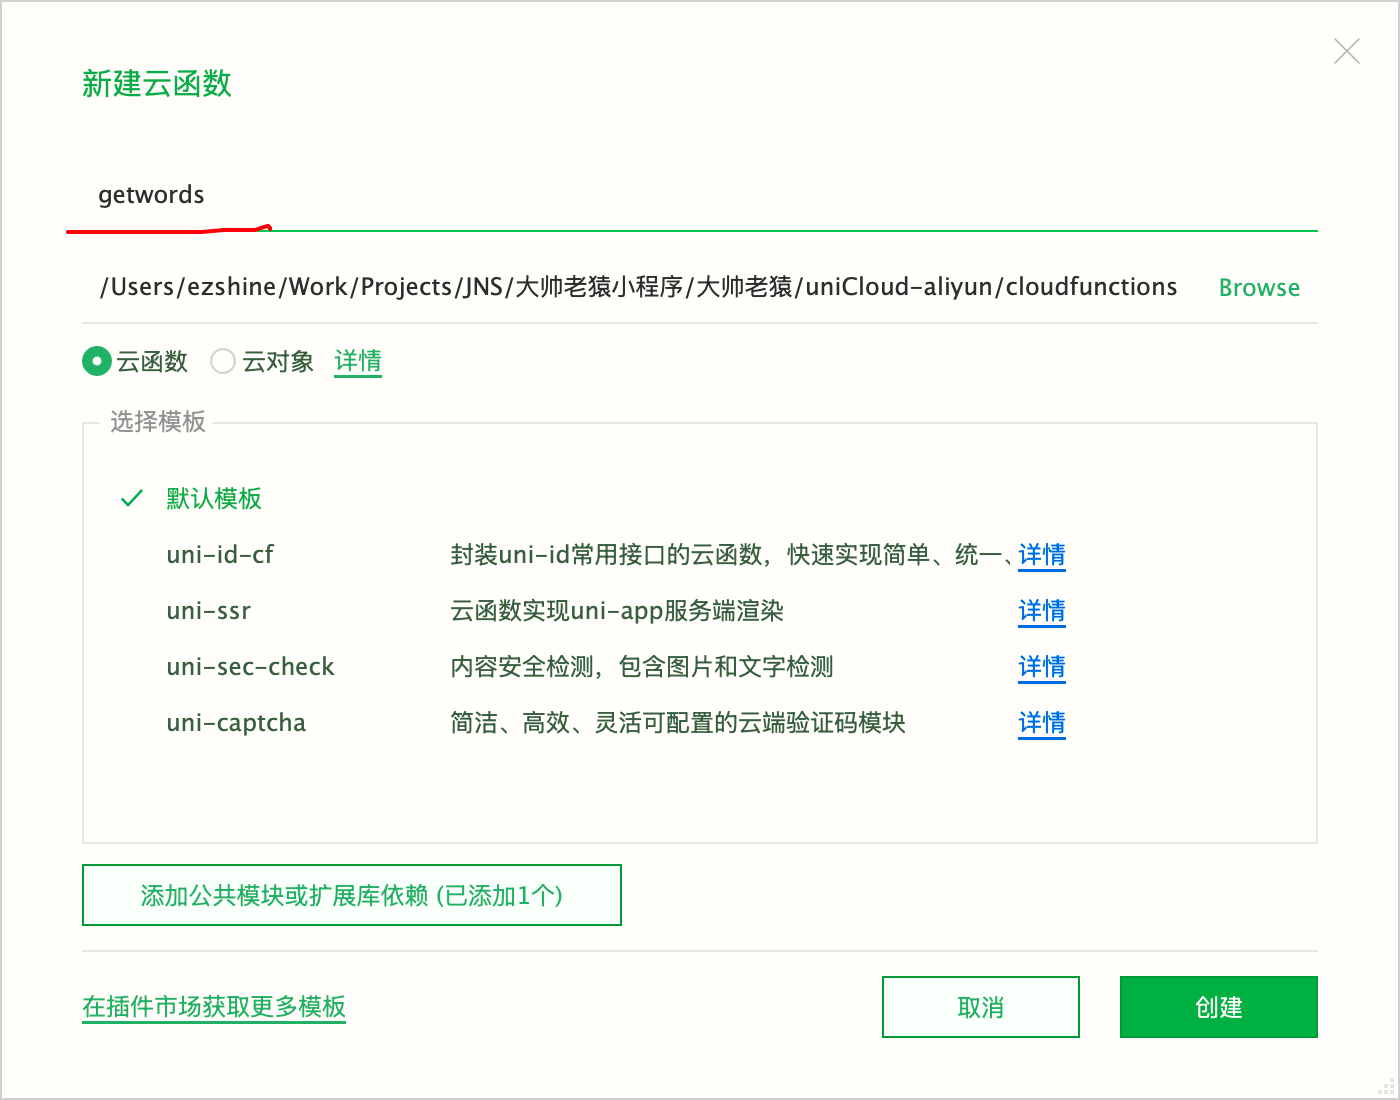 新建云函数
getwords
/Users/ezshine/Work/Projects/JNS/大帅老猿小程序/大帅老猿/uniCloud-aliyun/cloudfunctions Browse
云函数 云对象 详情
选择模板
默认模板
uni-id-cf 封装uni-id常用接口的云函数，快速实现简单、统一、 详情
uni-ssr 云函数实现uni-app服务端渲染 详情
uni-sec-check 内容安全检测，包含图片和文字检测 详情
uni-captcha 简洁、高效、灵活可配置的云端验证码模块 详情
添加公共模块或扩展库依赖 (已添加1个)
在插件市场获取更多模板 取消 创建